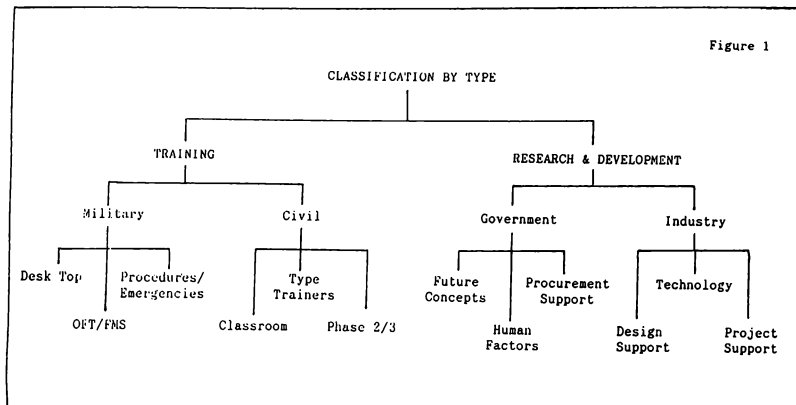 Figure 1
CLASSIFICATION BY TYPE
TRAINING
RESEARCH & DEVELOPMENT
Military
Civil
Government
Industry
Desk Top
Procedures/
Emergencies
OFT/FMS
Type
Trainers
Classroom
Phase 2/3
Future
Concepts
Procurement
Support
Human
Factors
Technology
Design
Support
Project
Support